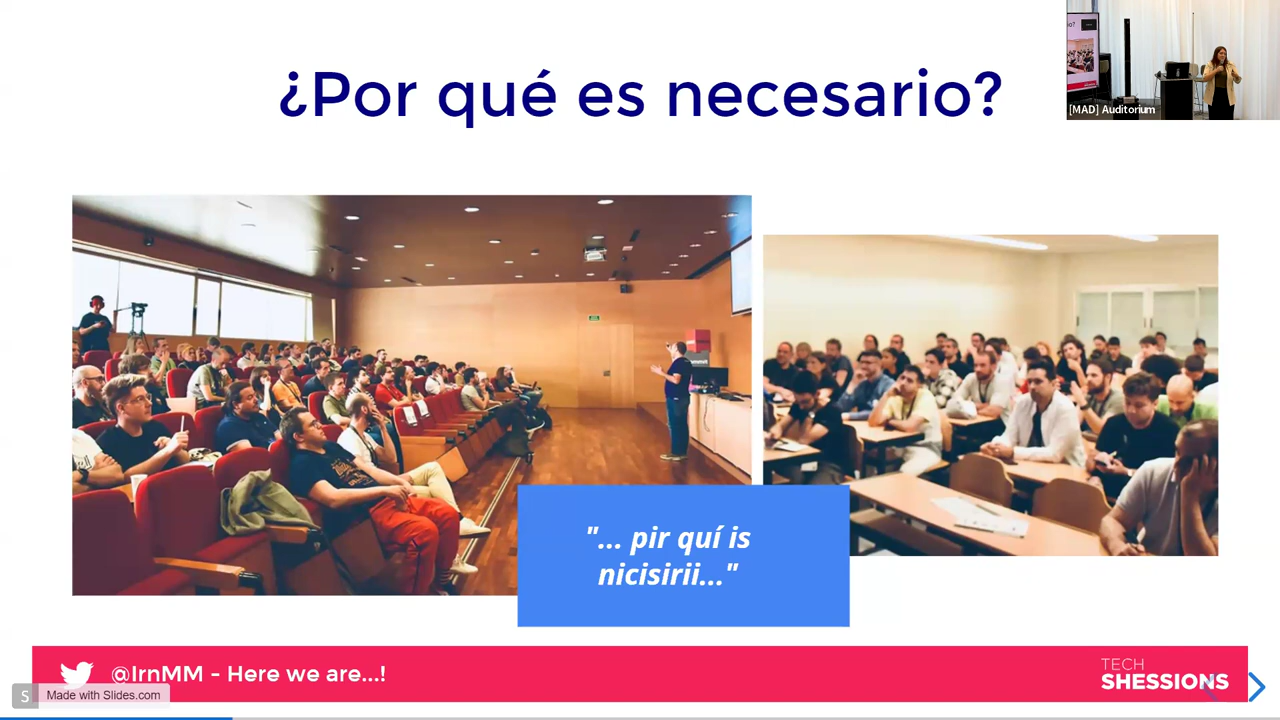 ¿Por qué es necesario?
[MAD] Auditorium
"... pir quí is
nicisirii..."
@IrnMM - Here we are...!
TECH
SHESSIONS
S Made with Slides.com